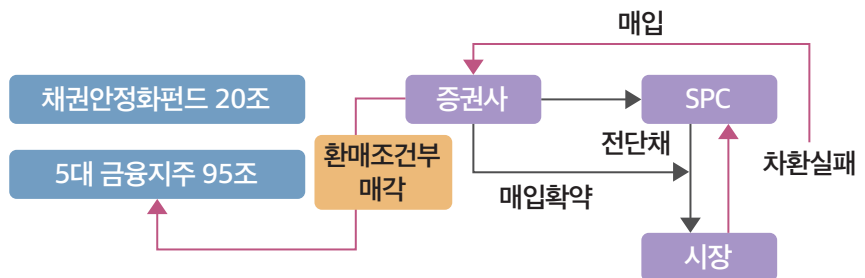 매입
채권안정화펀드 20조
증권사
SPC
환매조건부
매각
전단채
차환실패
5대 금융지주 95조
매입확약
시장